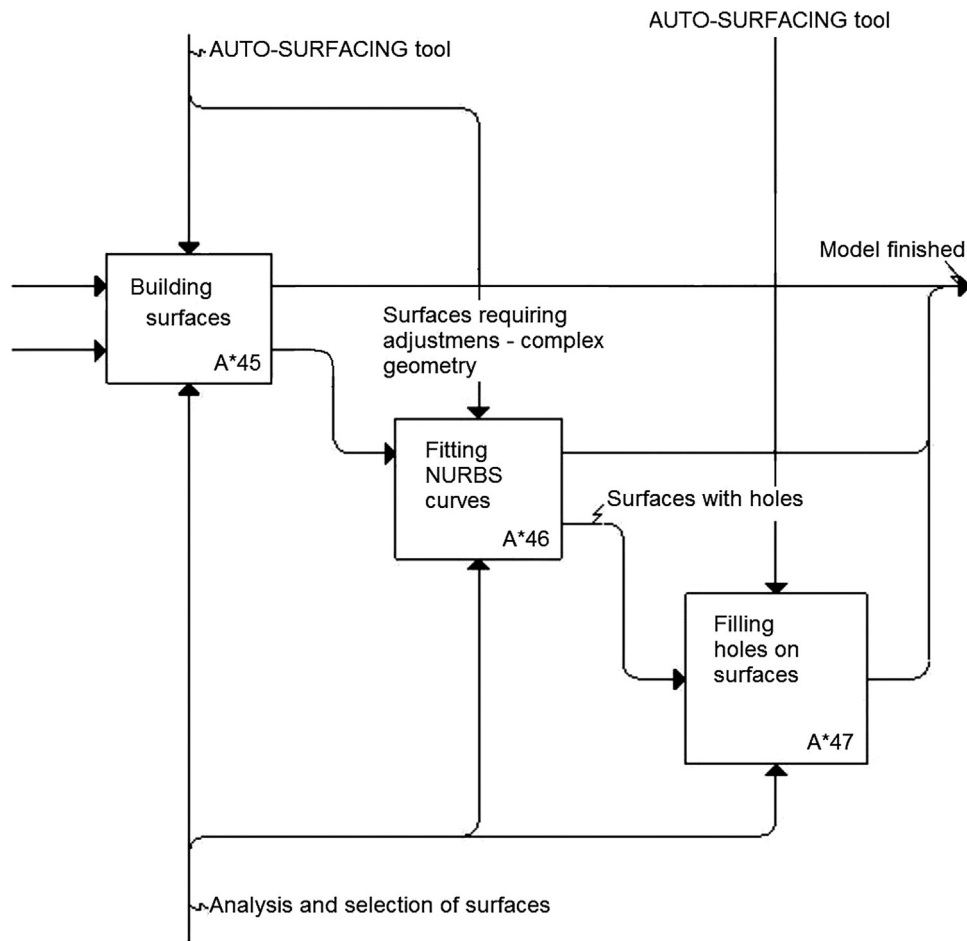 AUTO-SURFACING tool
AUTO-SURFACING tool
Model finished
Building
surfaces
A*45
Surfaces requiring
adjustmens - complex
geometry
Fitting
NURBS
curves
A*46
Surfaces with holes
Filling
holes on
surfaces
A*47
Analysis and selection of surfaces